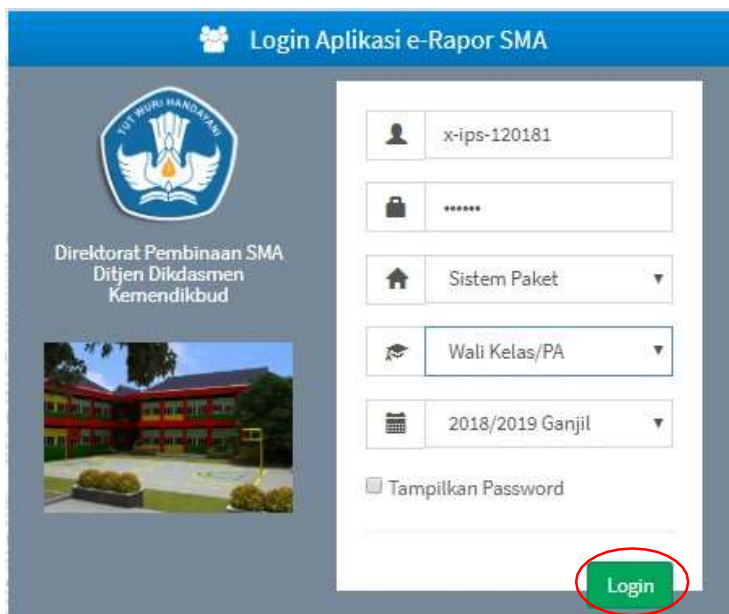 Login Aplikasi e-Rapor SMA
TUT WURI HANDAYANI
Direktorat Pembinaan SMA
Ditjen Dikdasmen
Kemendikbud
x-ips-120181
••••••
Sistem Paket
Wali Kelas/PA
2018/2019 Ganjil
Tampilkan Password
Login